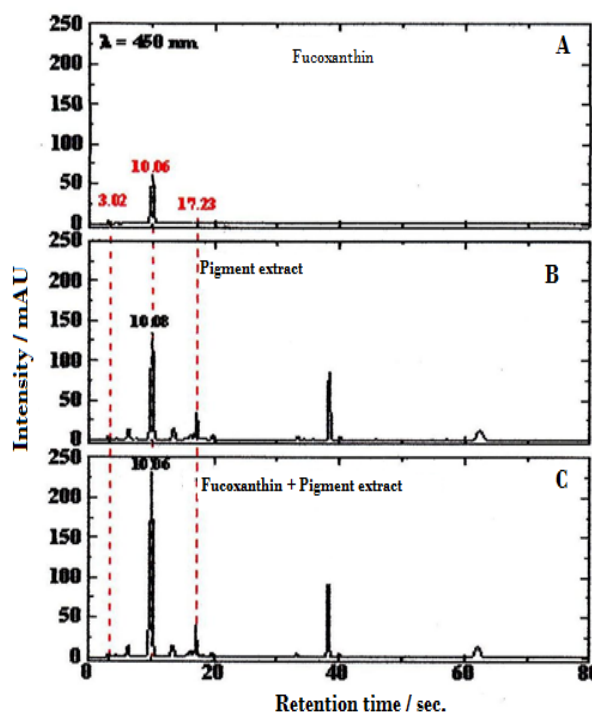 250
λ = 450 nm
Fucoxanthin
A
200
150
100
10.06
50
3.02
17.23
0
250
Pigment extract
B
200
150
10.08
100
50
0
250
10.06
Fucoxanthin + Pigment extract
C
200
150
100
50
0
0 20 40 60 80
Intensity / mAU
Retention time / sec.